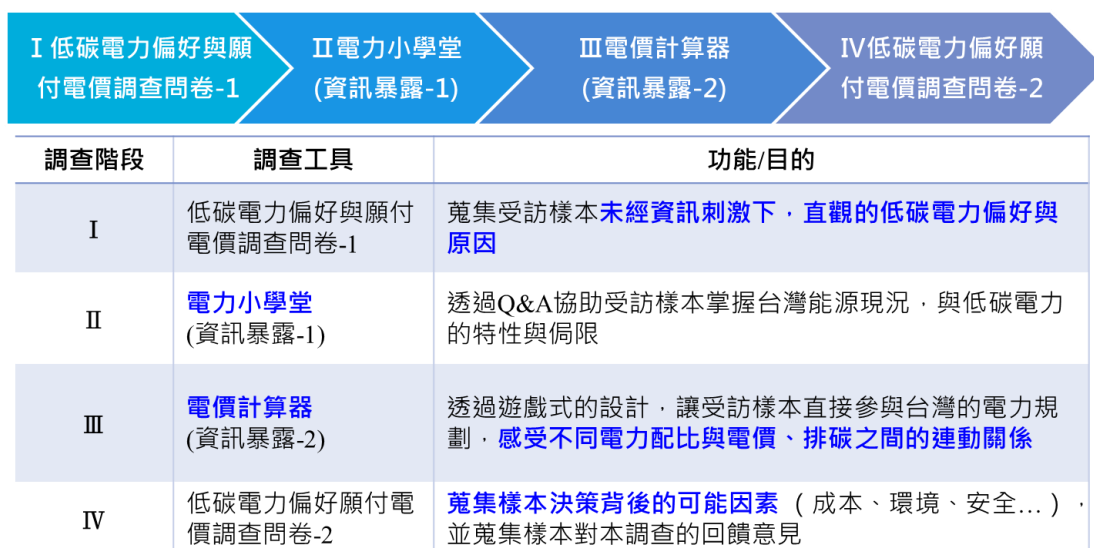 I 低碳電力偏好與願
付電價調查問卷-1
Ⅱ電力小學堂
(資訊暴露-1)
Ⅲ電價計算器
(資訊暴露-2)
Ⅳ低碳電力偏好願
付電價調查問卷-2
調查階段
調查工具
功能/目的
Ⅰ
低碳電力偏好與願付
電價調查問卷-1
蒐集受訪樣本未經資訊刺激下，直觀的低碳電力偏好與
原因
Ⅱ
電力小學堂
(資訊暴露-1)
透過Q&A協助受訪樣本掌握台灣能源現況，與低碳電力
的特性與侷限
Ⅲ
電價計算器
(資訊暴露-2)
透過遊戲式的設計，讓受訪樣本直接參與台灣的電力規
劃，感受不同電力配比與電價、排碳之間的連動關係
Ⅳ
低碳電力偏好願付電
價調查問卷-2
蒐集樣本決策背後的可能因素（成本、環境、安全…），
並蒐集樣本對本調查的回饋意見